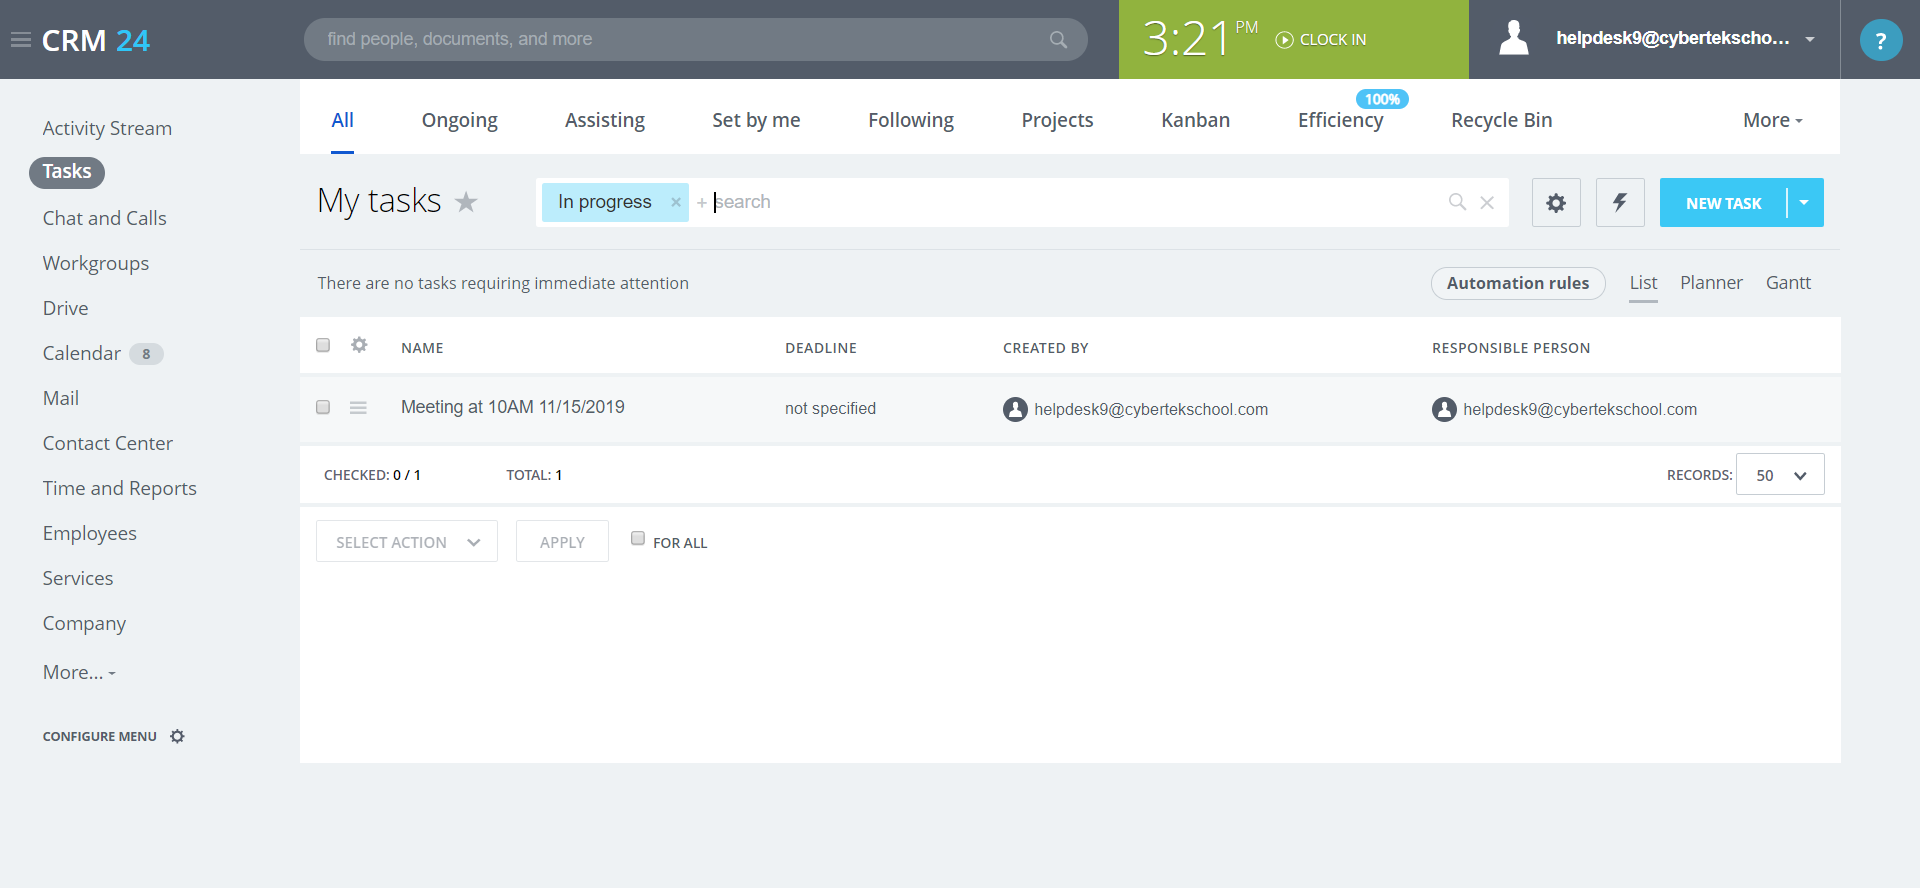 CRM 24
find people, documents, and more
3:21 PM
CLOCK IN
helpdesk9@cybertekscho...
?
Activity Stream
Tasks
Chat and Calls
Workgroups
Drive
Calendar 8
Mail
Contact Center
Time and Reports
Employees
Services
Company
More...
CONFIGURE MENU
All Ongoing Assisting Set by me Following Projects Kanban Efficiency 100% Recycle Bin More
My tasks
In progress × + search
NEW TASK
There are no tasks requiring immediate attention
Automation rules List Planner Gantt
NAME DEADLINE CREATED BY RESPONSIBLE PERSON
Meeting at 10AM 11/15/2019 not specified helpdesk9@cybertekschool.com helpdesk9@cybertekschool.com
CHECKED: 0 / 1 TOTAL: 1 RECORDS: 50
SELECT ACTION APPLY FOR ALL